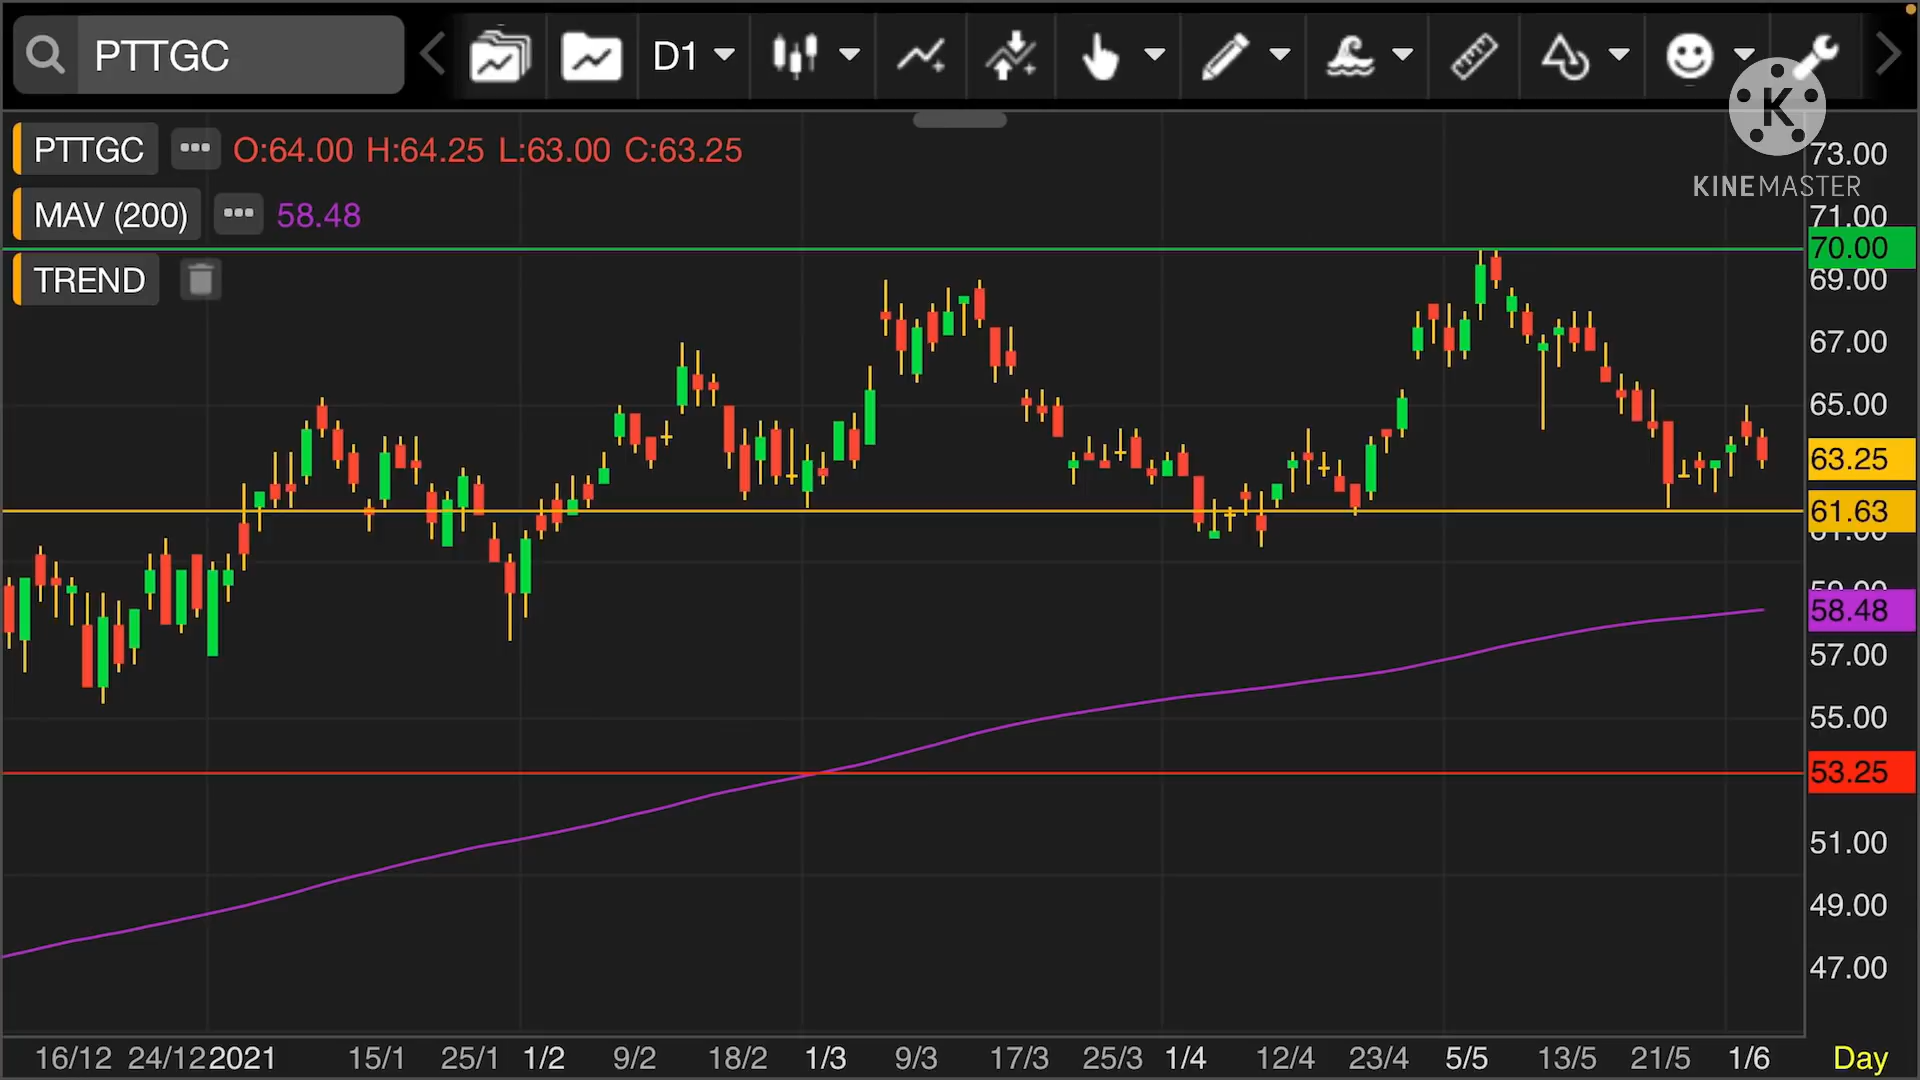 PTTGC D1
PTTGC ••• O:64.00 H:64.25 L:63.00 C:63.25
MAV (200) ••• 58.48
TREND
K
KINEMASTER
73.00
71.00
70.00
69.00
67.00
65.00
63.25
61.63
61.00
58.48
57.00
55.00
53.25
51.00
49.00
47.00
16/12 24/12 2021 15/1 25/1 1/2 9/2 18/2 1/3 9/3 17/3 25/3 1/4 12/4 23/4 5/5 13/5 21/5 1/6 Day